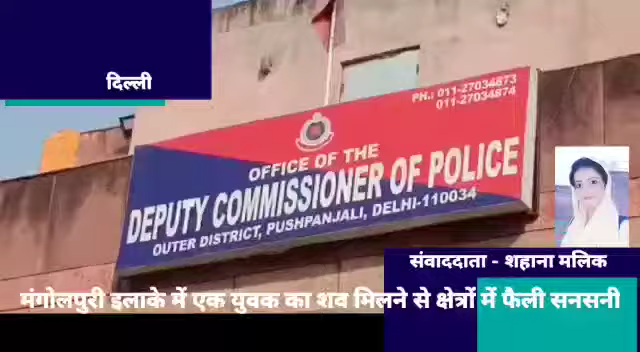 दिल्ली
PH.: 011-27034873
011-27034874
OFFICE OF THE
DEPUTY COMMISSIONER OF POLICE
OUTER DISTRICT, PUSHPANJALI, DELHI-110034
संवाददाता - शहाना मलिक
मंगोलपुरी इलाके में एक युवक का शव मिलने से क्षेत्रों में फैली सनसनी